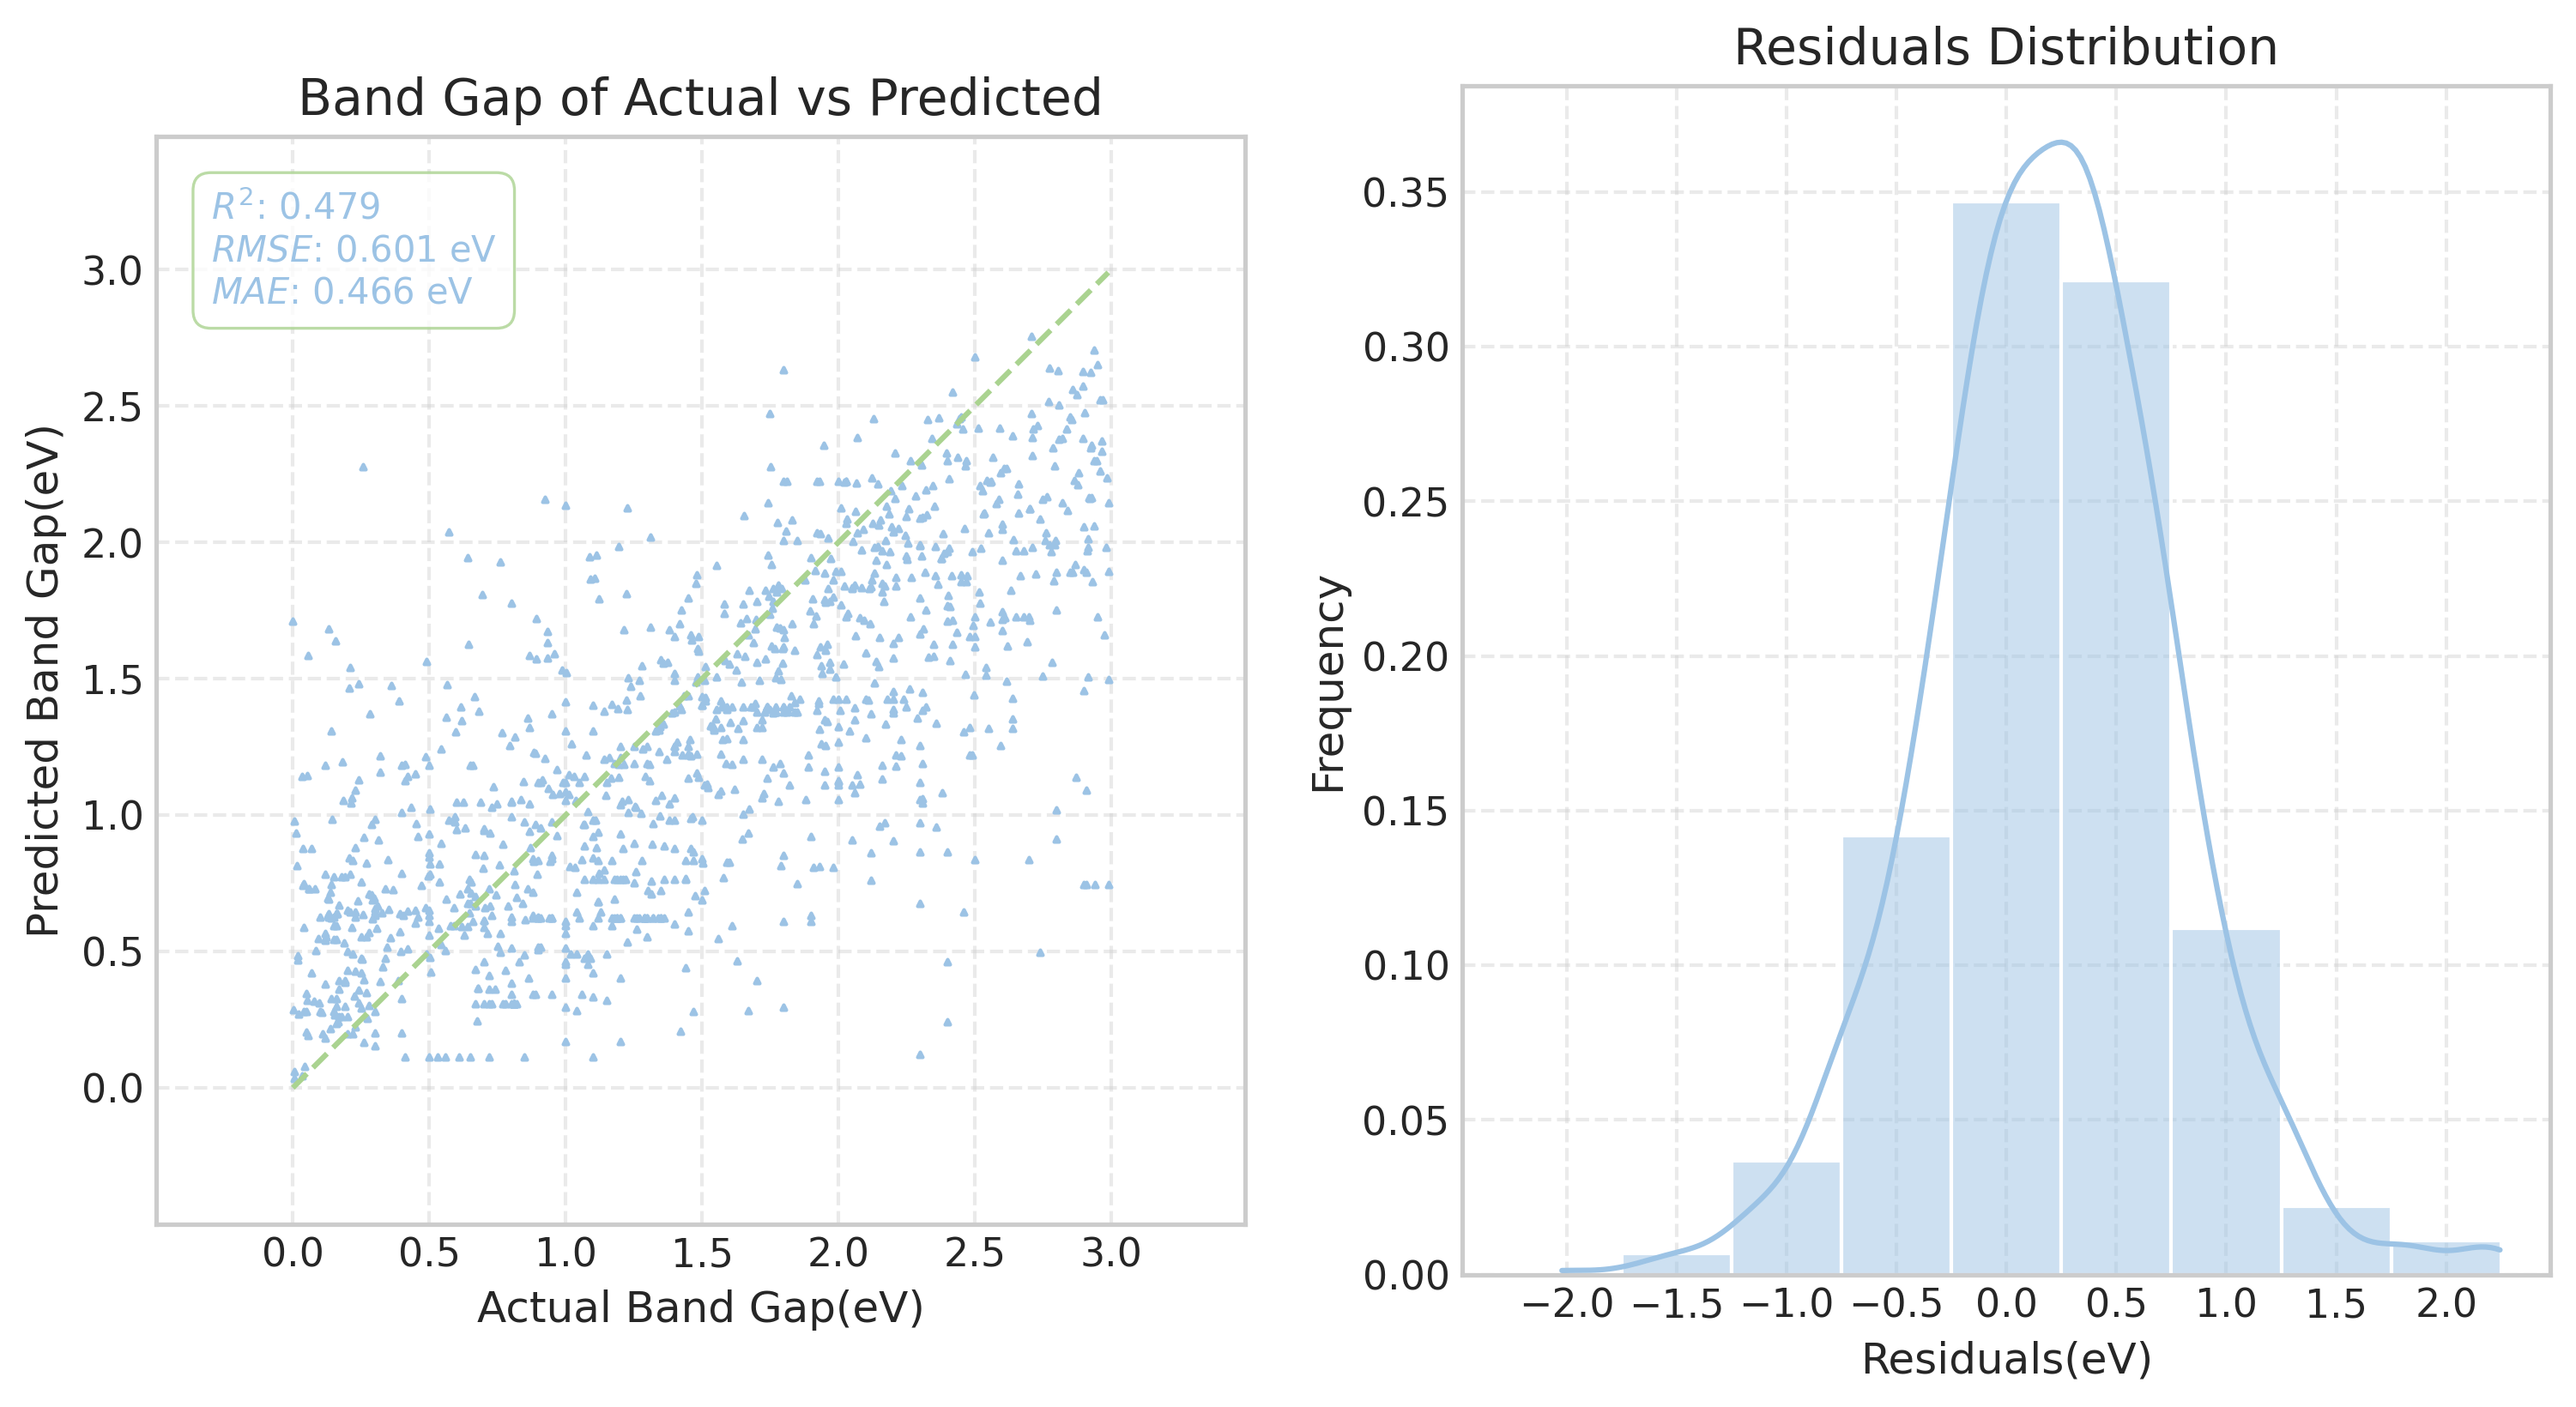 Band Gap of Actual vs Predicted
R²: 0.479
RMSE: 0.601 eV
MAE: 0.466 eV
Predicted Band Gap(eV)
3.0
2.5
2.0
1.5
1.0
0.5
0.0
0.0 0.5 1.0 1.5 2.0 2.5 3.0
Actual Band Gap(eV)
Residuals Distribution
Frequency
0.35
0.30
0.25
0.20
0.15
0.10
0.05
0.00
−2.0 −1.5 −1.0 −0.5 0.0 0.5 1.0 1.5 2.0
Residuals(eV)